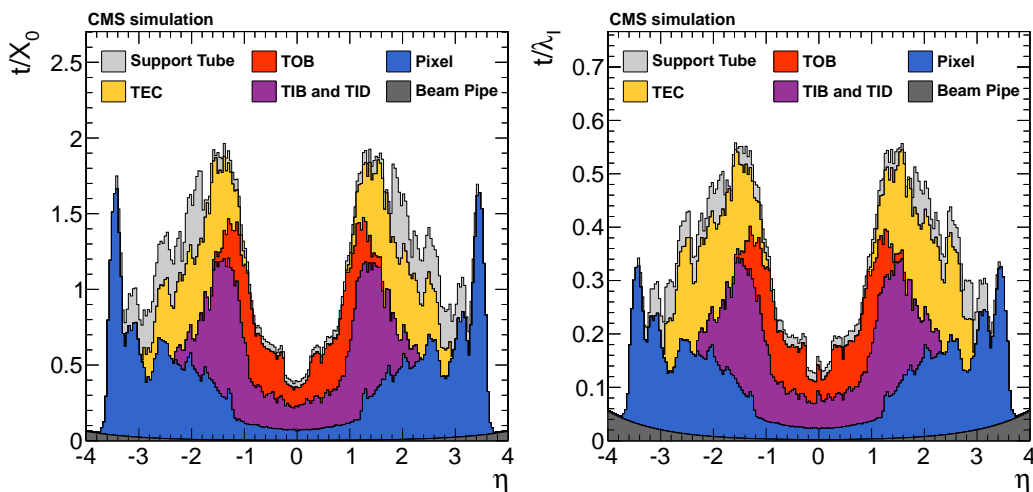 CMS simulation
t/X₀
Support Tube TOB Pixel
TEC TIB and TID Beam Pipe
2.5
2
1.5
1
0.5
0
-4 -3 -2 -1 0 1 2 3 4
η
CMS simulation
t/λ_I
Support Tube TOB Pixel
TEC TIB and TID Beam Pipe
0.7
0.6
0.5
0.4
0.3
0.2
0.1
0
-4 -3 -2 -1 0 1 2 3 4
η